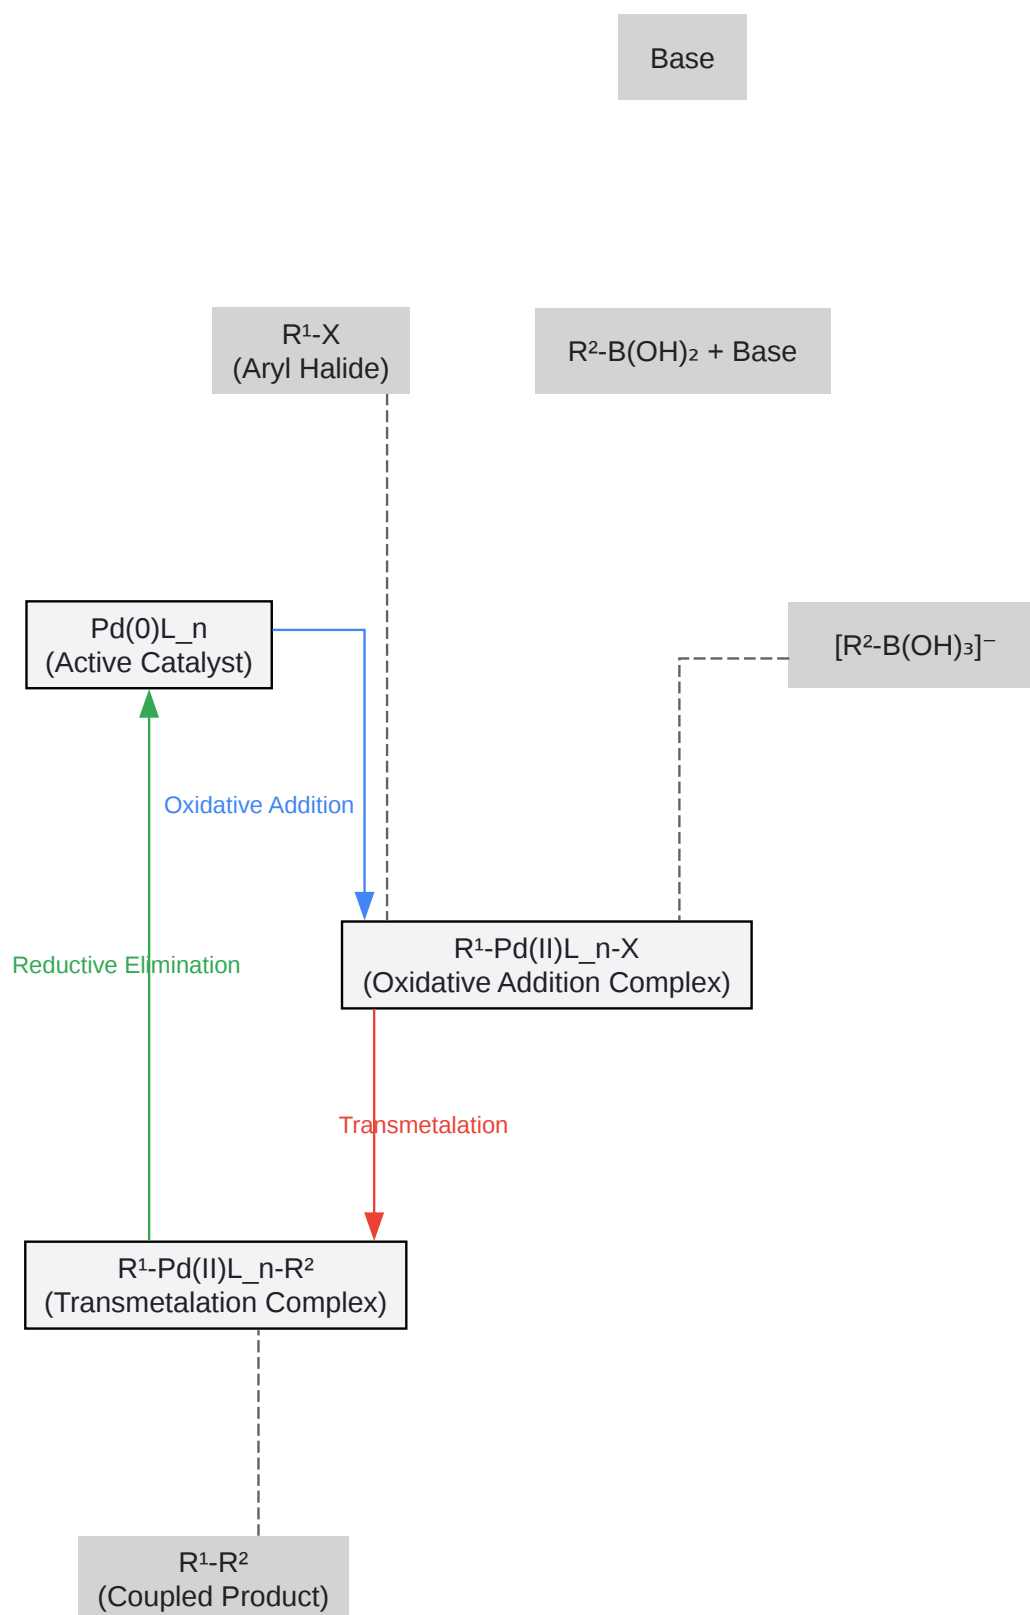 Base
R¹-X
(Aryl Halide)
R²-B(OH)₂ + Base
Pd(0)L_n
(Active Catalyst)
[R²-B(OH)₃]⁻
Oxidative Addition
R¹-Pd(II)L_n-X
(Oxidative Addition Complex)
Reductive Elimination
Transmetalation
R¹-Pd(II)L_n-R²
(Transmetalation Complex)
R¹-R²
(Coupled Product)